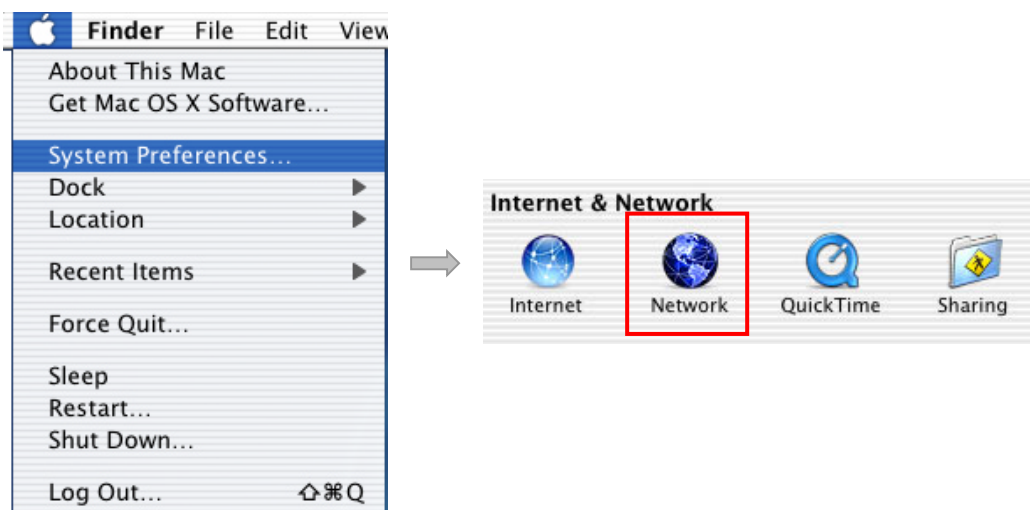 Finder File Edit View
About This Mac
Get Mac OS X Software...
System Preferences...
Dock
Location
Recent Items
Force Quit...
Sleep
Restart...
Shut Down...
Log Out... ⇧⌘Q
Internet & Network
Internet Network QuickTime Sharing